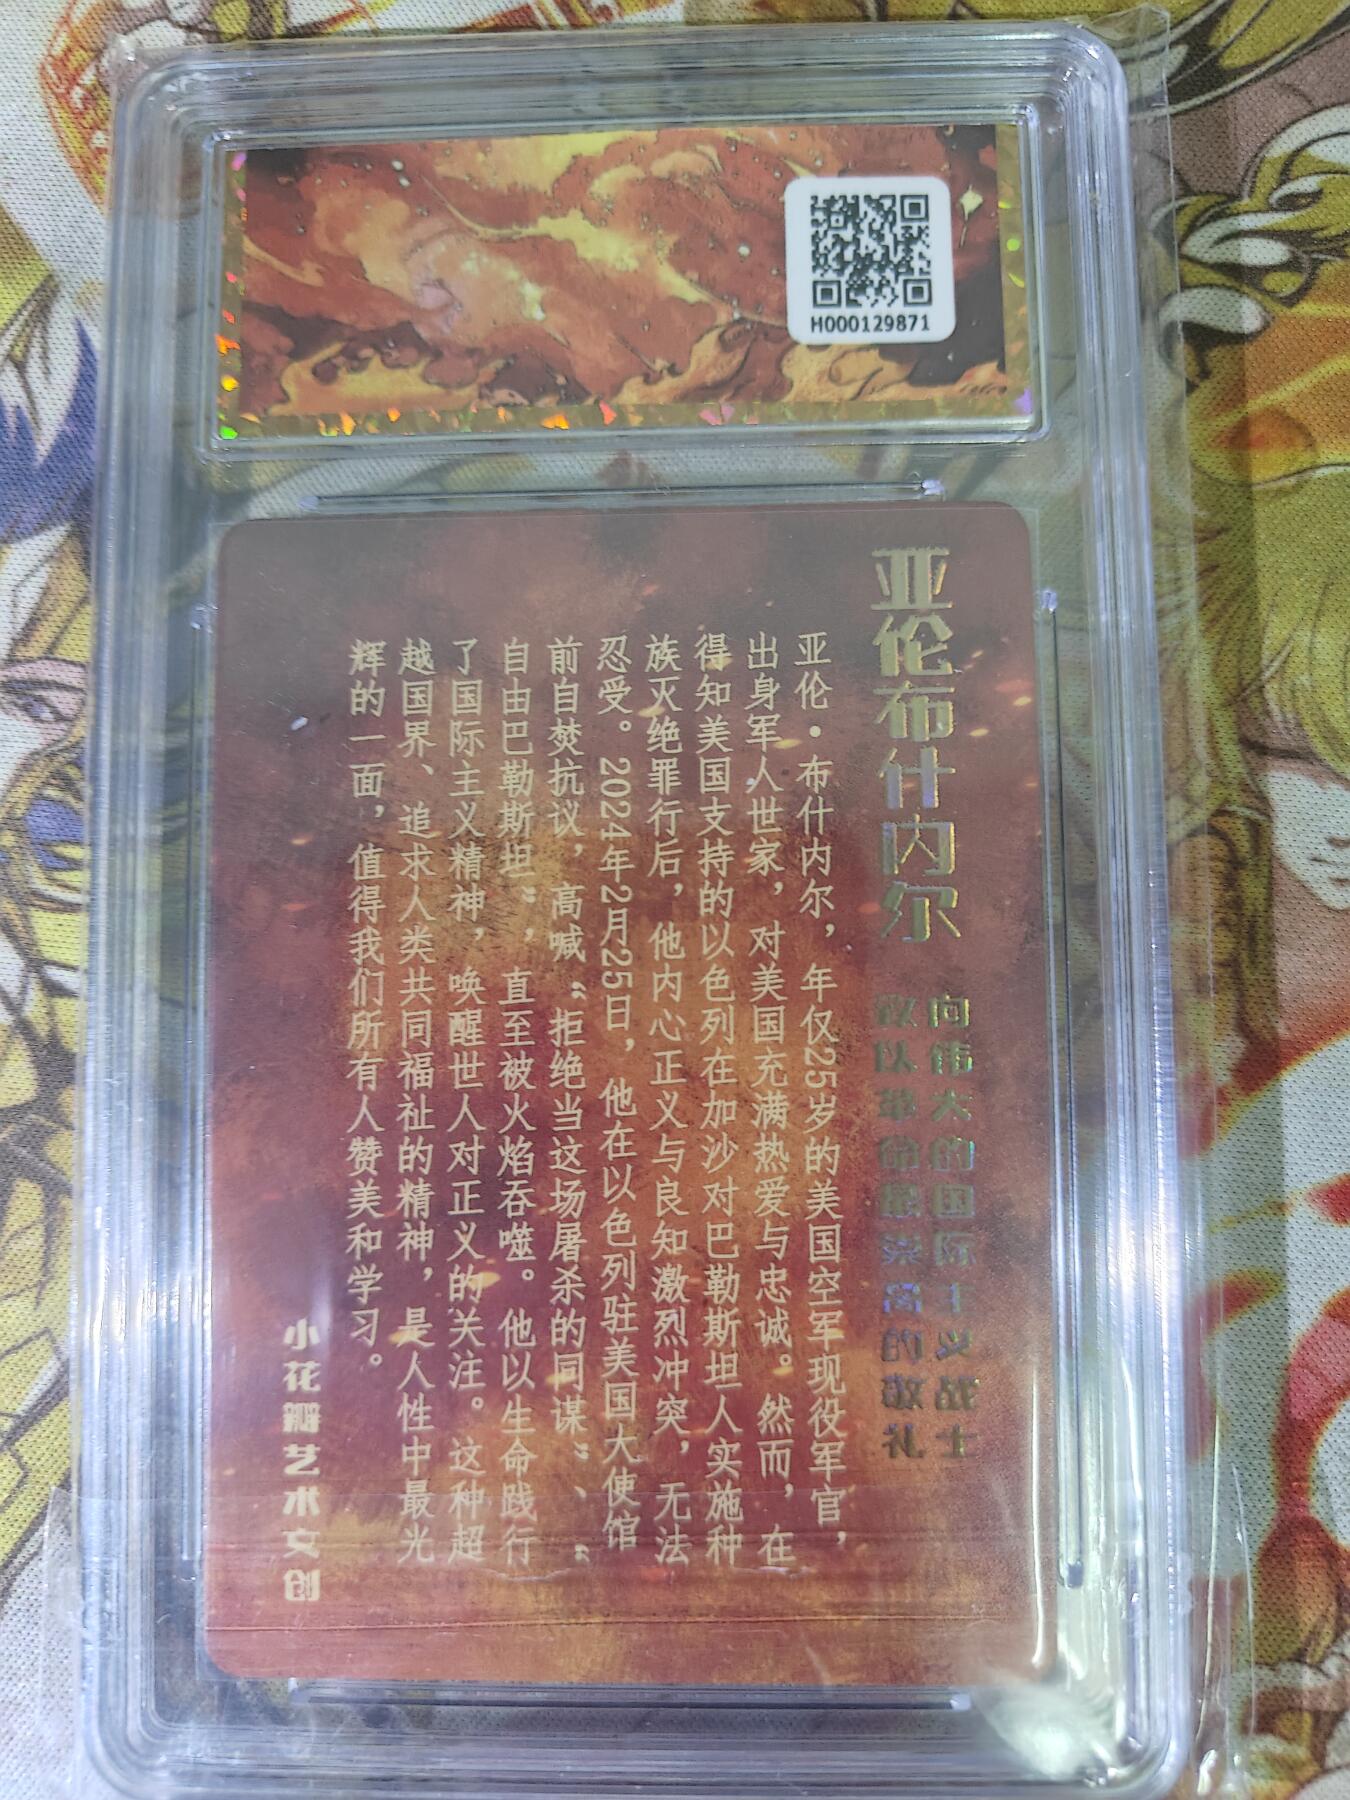 H000129871
亚伦布什内尔
向伟大的国际主义战士
致以革命最崇高的敬礼
亚伦·布什内尔，年仅25岁的美国空军现役军官，
出身军人世家，对美国充满热爱与忠诚。然而，在
得知美国支持的以色列在加沙对巴勒斯坦人实施种
族灭绝罪行后，他内心正义与良知激烈冲突，无法
忍受。2024年2月25日，他在以色列驻美国大使馆
前自焚抗议，高喊“拒绝当这场屠杀的同谋”、“
自由巴勒斯坦”，直至被火焰吞噬。他以生命践行
了国际主义精神，唤醒世人对正义的关注。这种超
越国界、追求人类共同福祉的精神，是人性中最光
辉的一面，值得我们所有人赞美和学习。
小花瓣艺术文创